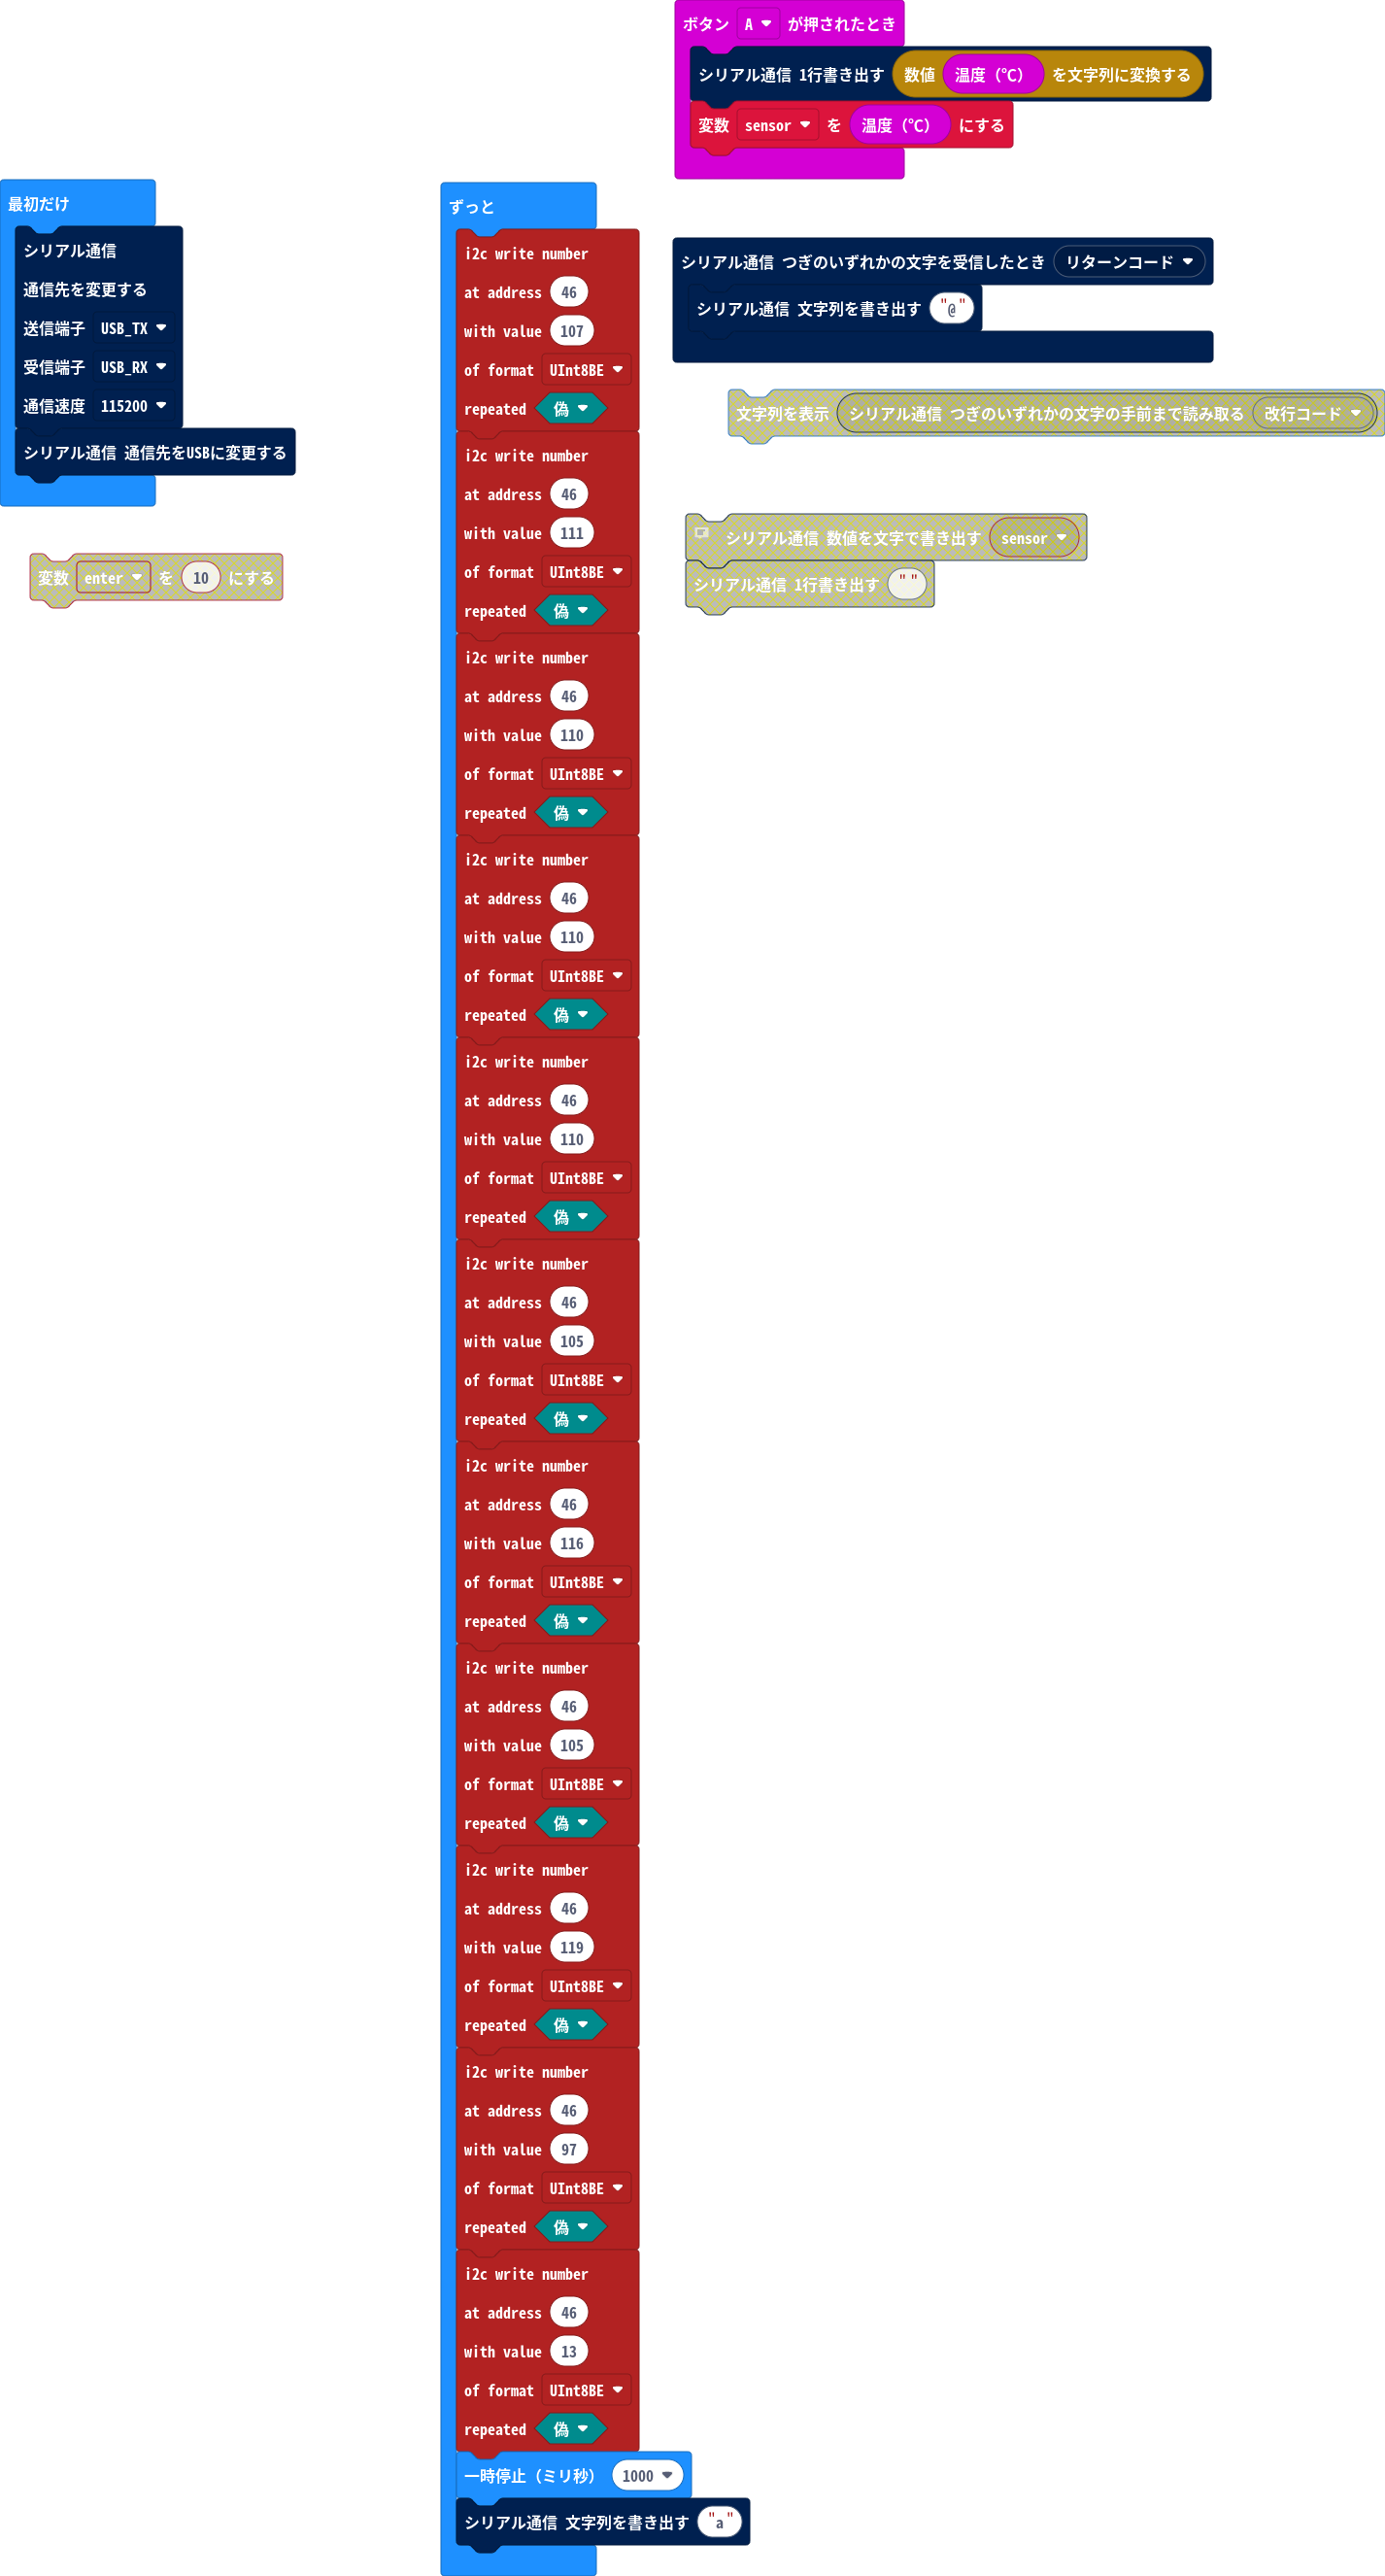 ボタン A が押されたとき
シリアル通信 1行書き出す 数値 温度（℃） を文字列に変換する
変数 sensor を 温度（℃） にする
最初だけ
シリアル通信
通信先を変更する
送信端子 USB_TX
受信端子 USB_RX
通信速度 115200
シリアル通信 通信先をUSBに変更する
変数 enter を 10 にする
ずっと
i2c write number
at address 46
with value 107
of format UInt8BE
repeated 偽
i2c write number
at address 46
with value 111
of format UInt8BE
repeated 偽
i2c write number
at address 46
with value 110
of format UInt8BE
repeated 偽
i2c write number
at address 46
with value 110
of format UInt8BE
repeated 偽
i2c write number
at address 46
with value 110
of format UInt8BE
repeated 偽
i2c write number
at address 46
with value 105
of format UInt8BE
repeated 偽
i2c write number
at address 46
with value 116
of format UInt8BE
repeated 偽
i2c write number
at address 46
with value 105
of format UInt8BE
repeated 偽
i2c write number
at address 46
with value 119
of format UInt8BE
repeated 偽
i2c write number
at address 46
with value 97
of format UInt8BE
repeated 偽
i2c write number
at address 46
with value 13
of format UInt8BE
repeated 偽
一時停止（ミリ秒） 1000
シリアル通信 文字列を書き出す "a"
シリアル通信 つぎのいずれかの文字を受信したとき リターンコード
シリアル通信 文字列を書き出す "@"
文字列を表示 シリアル通信 つぎのいずれかの文字の手前まで読み取る 改行コード
シリアル通信 数値を文字で書き出す sensor
シリアル通信 1行書き出す " "